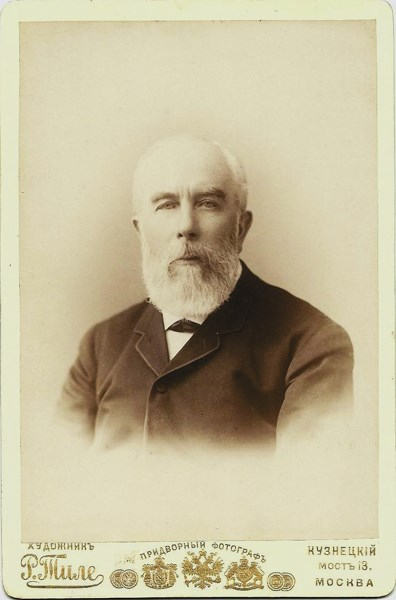 ХУДОЖНИКЪ
Р. Тиле
ПРИДВОРНЫЙ ФОТОГРАФЪ
КУЗНЕЦКІЙ
МОСТЪ 13.
МОСКВА